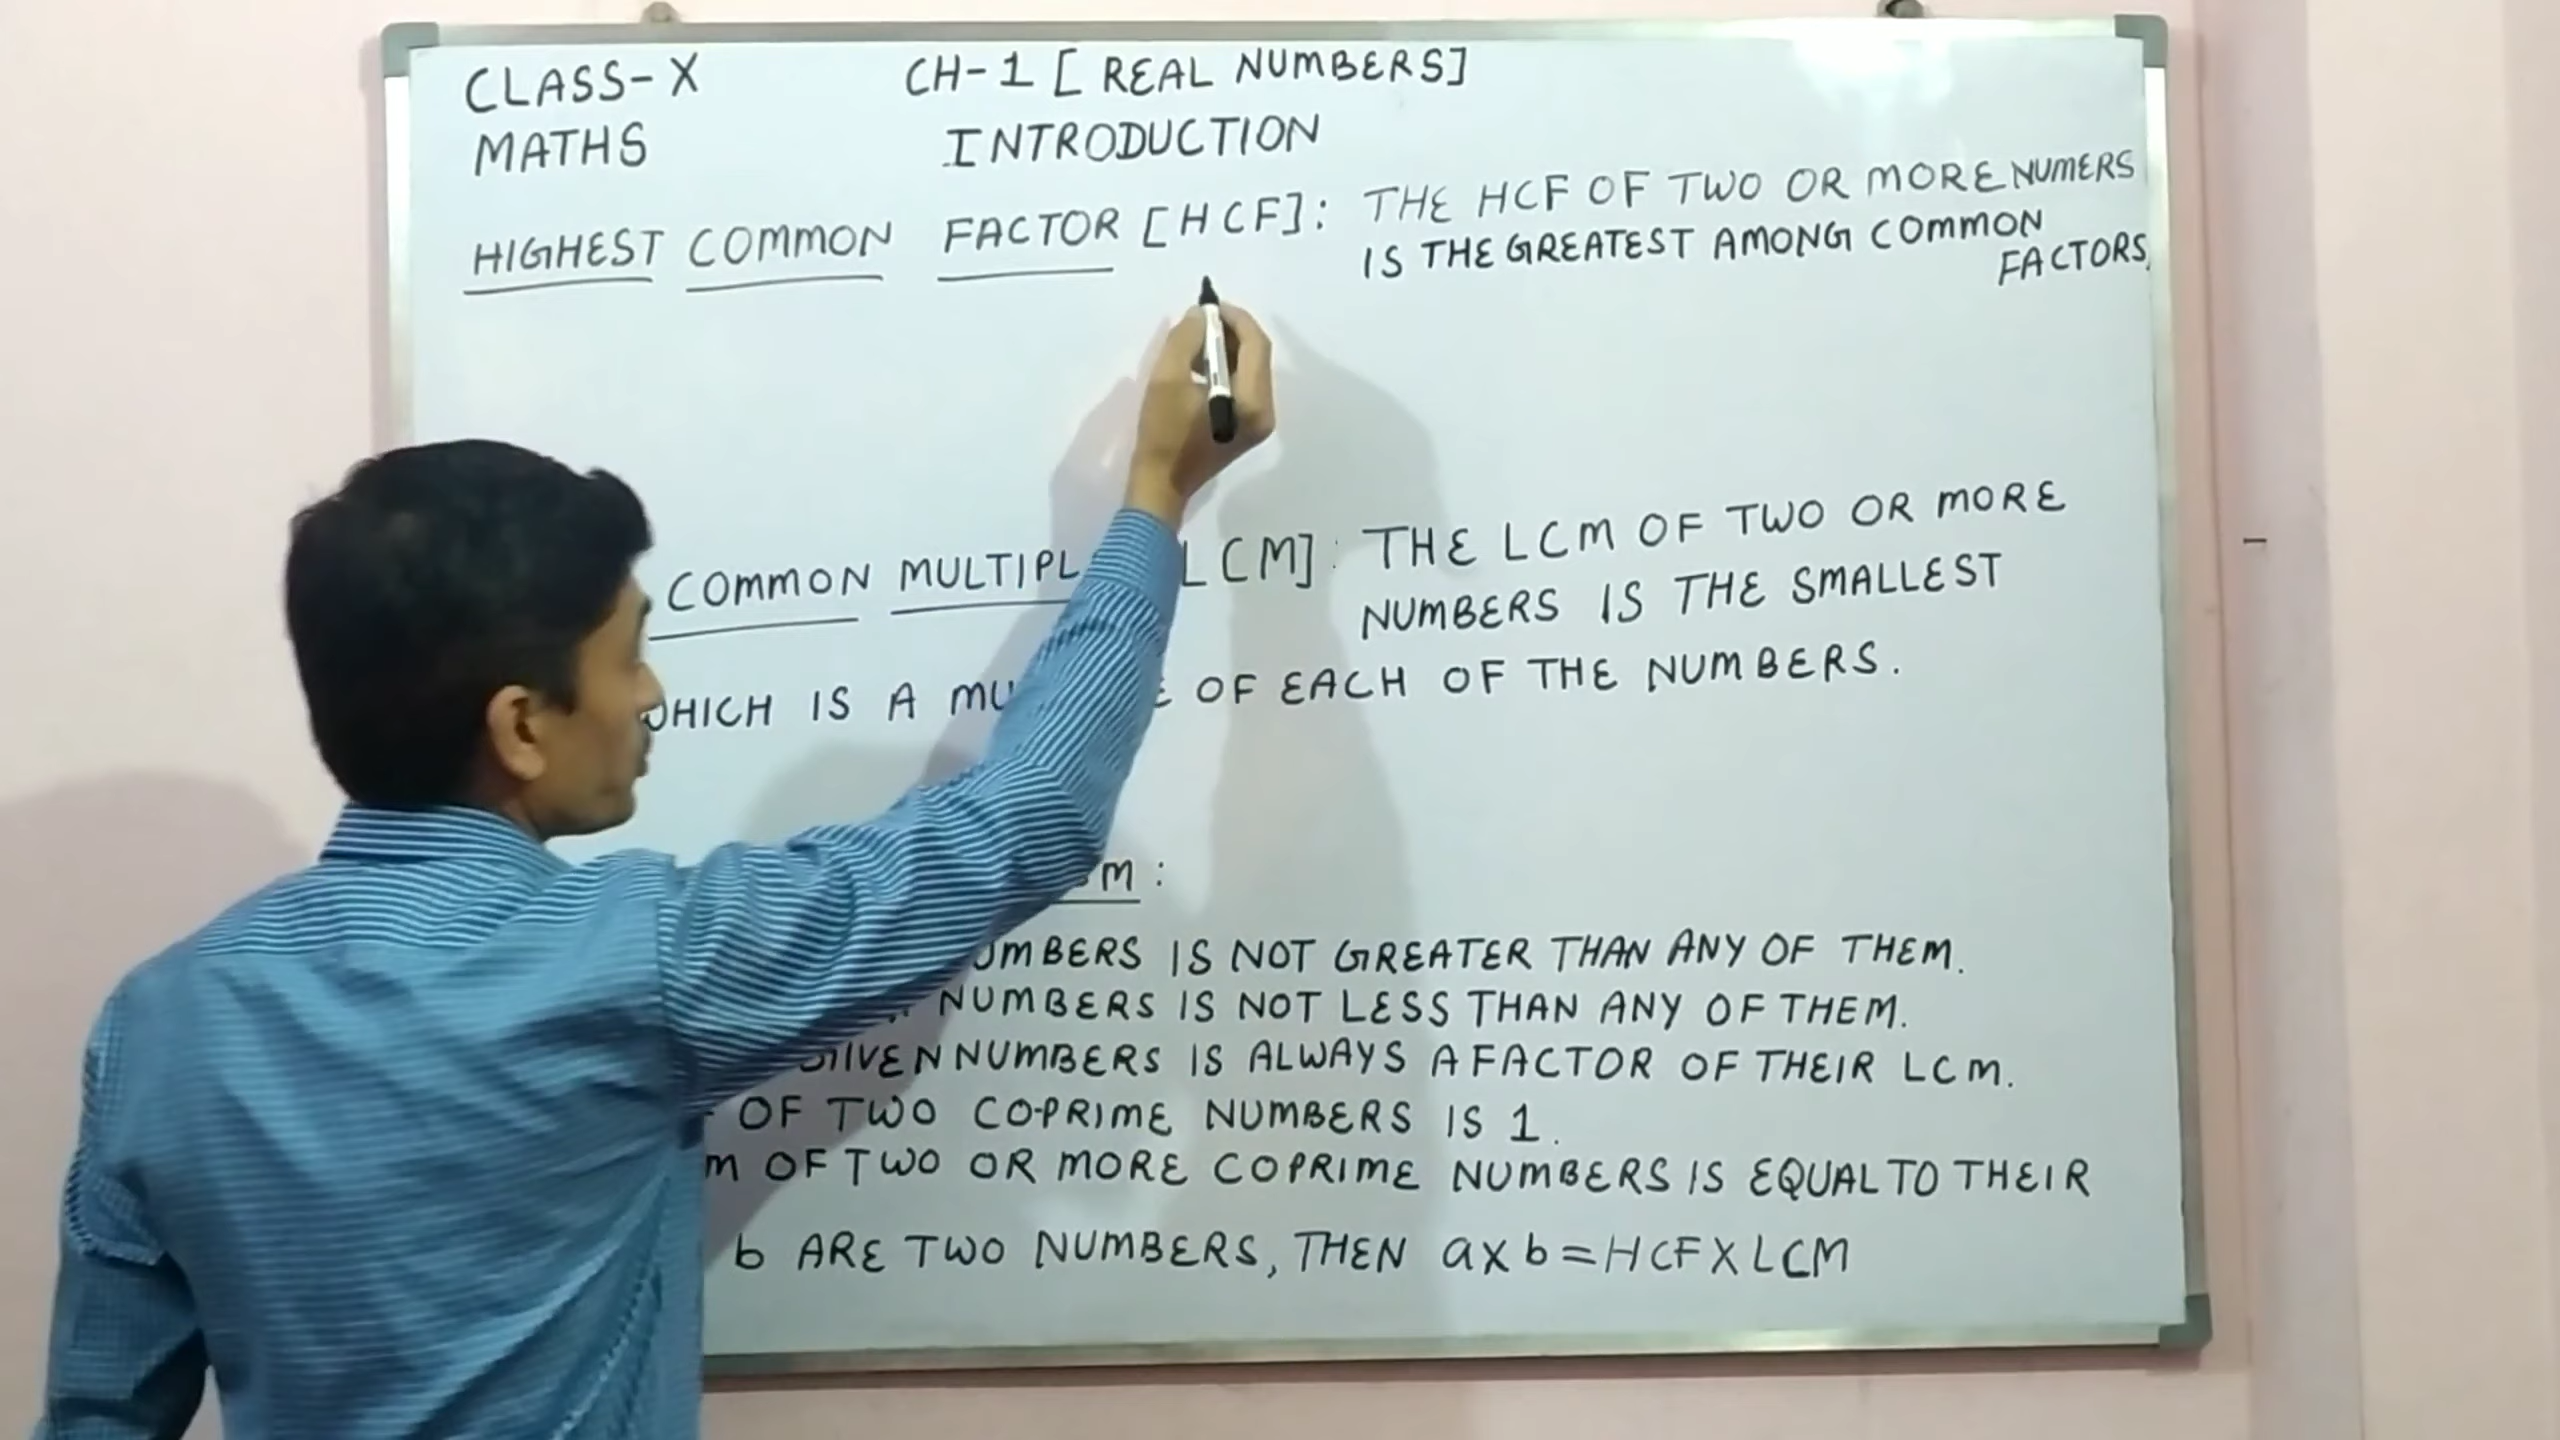 CLASS-X CH-1 [REAL NUMBERS]
MATHS INTRODUCTION
HIGHEST COMMON FACTOR [HCF]: THE HCF OF TWO OR MORE NUMERS
IS THE GREATEST AMONG COMMON
FACTORS
COMMON MULTIPL LCM]: THE LCM OF TWO OR MORE
NUMBERS IS THE SMALLEST
WHICH IS A OF EACH OF THE NUMBERS.
M :
UMBERS IS NOT GREATER THAN ANY OF THEM.
NUMBERS IS NOT LESS THAN ANY OF THEM.
GIVEN NUMBERS IS ALWAYS A FACTOR OF THEIR LCM.
OF TWO CO-PRIME NUMBERS IS 1.
M OF TWO OR MORE COPRIME NUMBERS IS EQUAL TO THEIR
b ARE TWO NUMBERS, THEN a x b = HCF X LCM